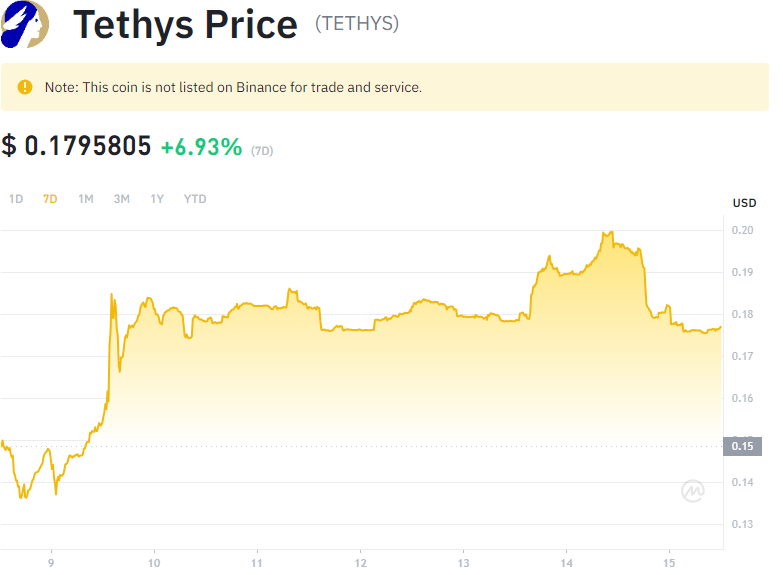 Tethys Price (TETHYS)
Note: This coin is not listed on Binance for trade and service.
$ 0.1795805 +6.93% (7D)
1D 7D 1M 3M 1Y YTD
USD
0.20
0.19
0.18
0.17
0.16
0.15
0.14
0.13
9 10 11 12 13 14 15